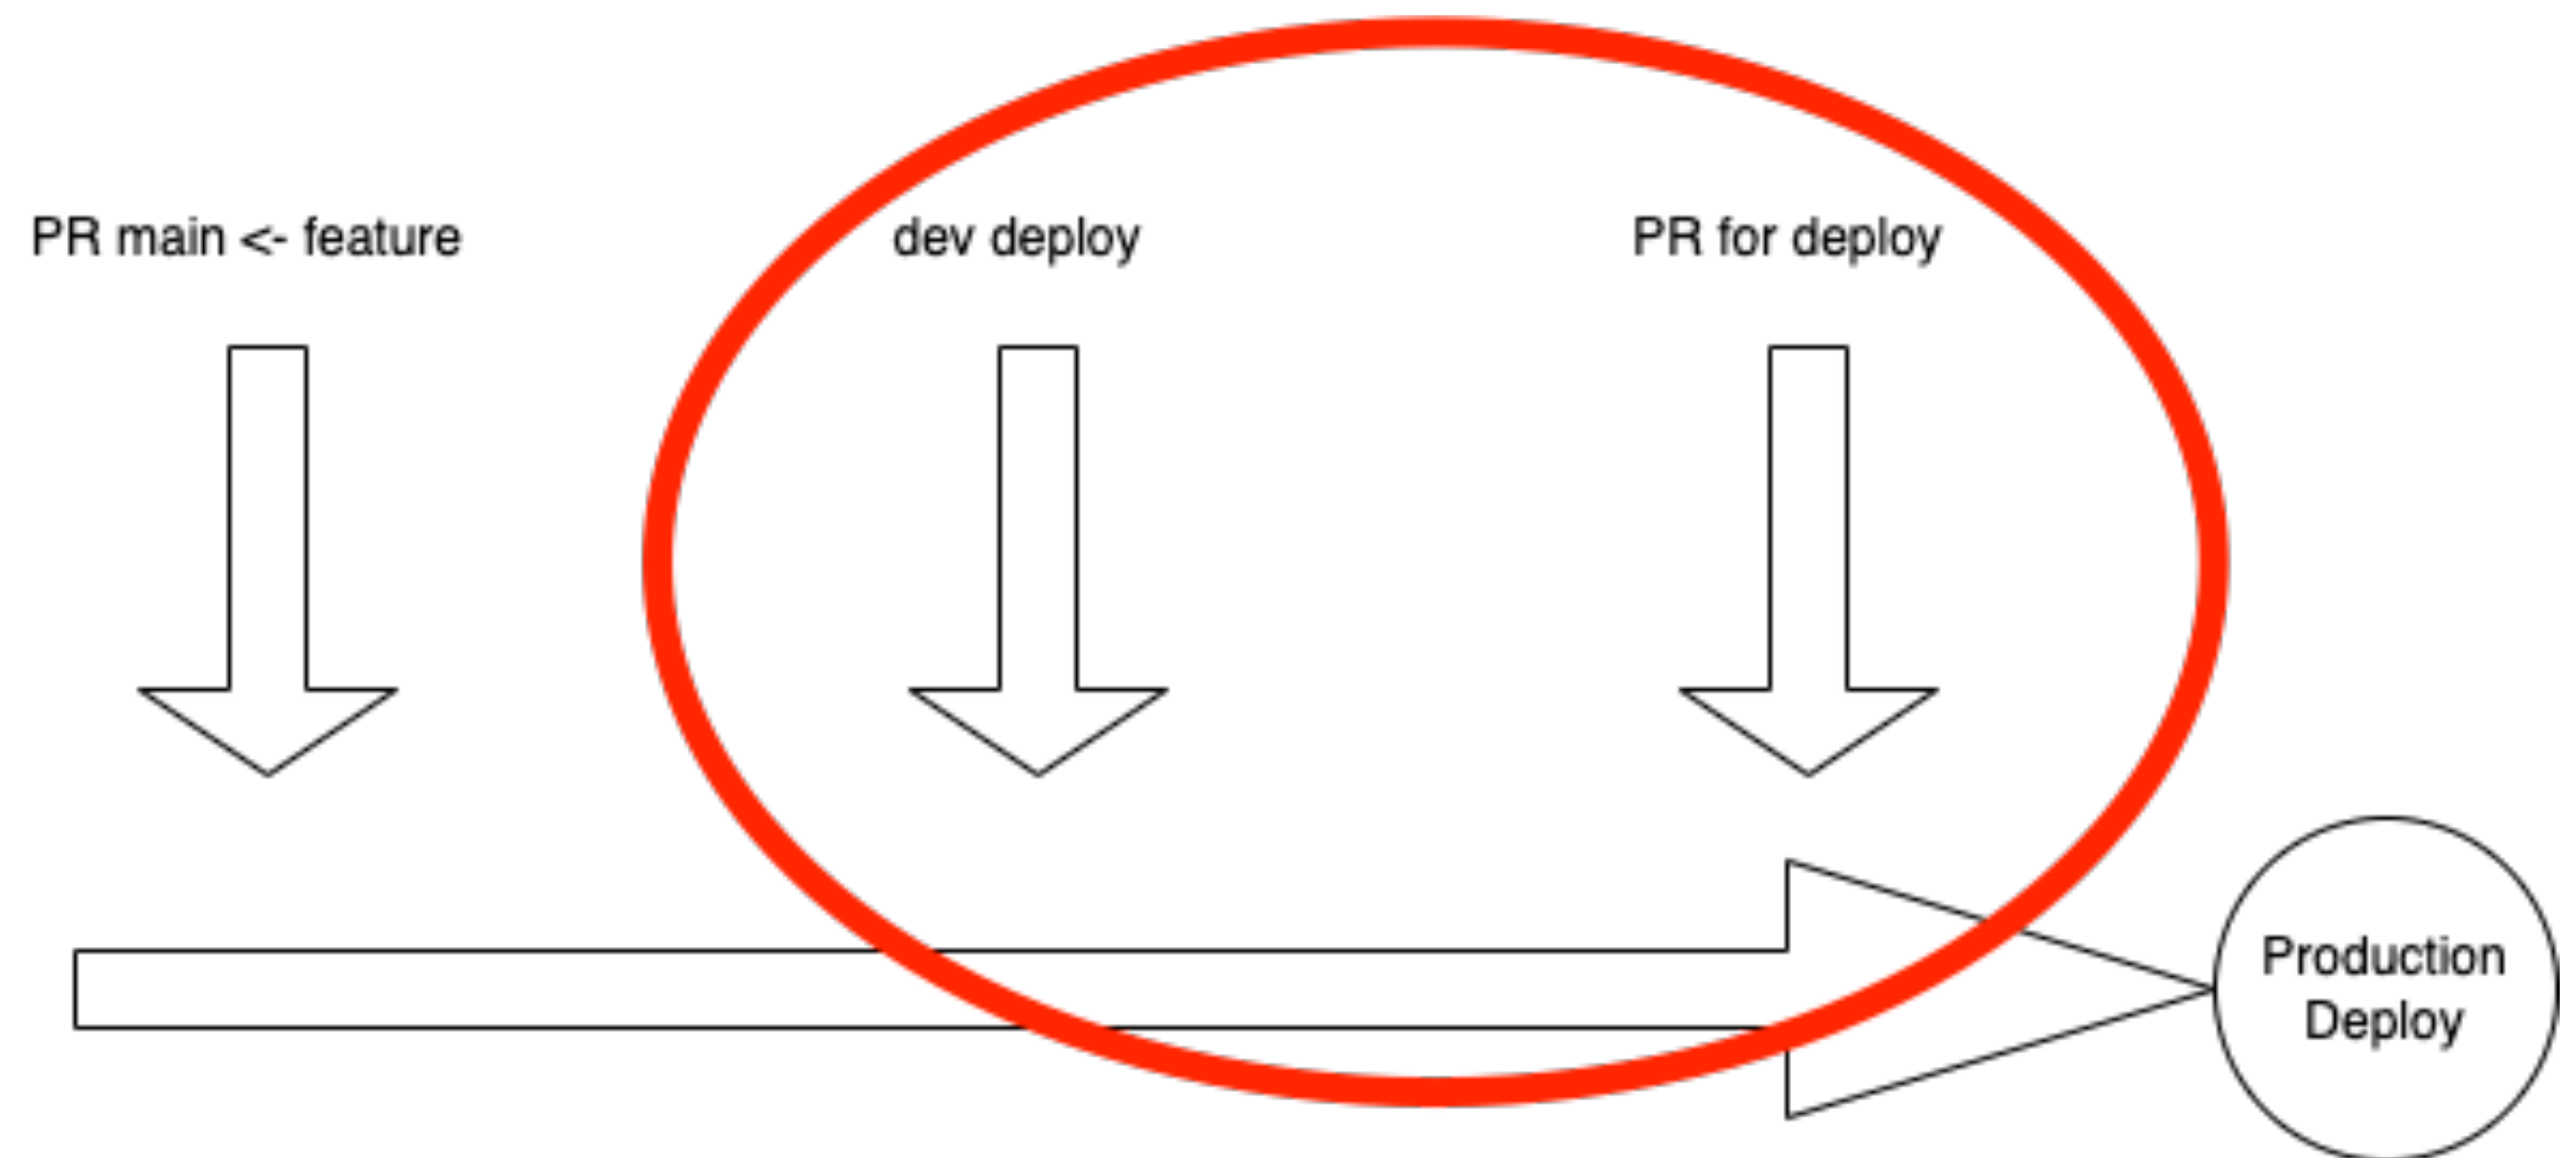 PR main <- feature
dev deploy
PR for deploy
Production
Deploy